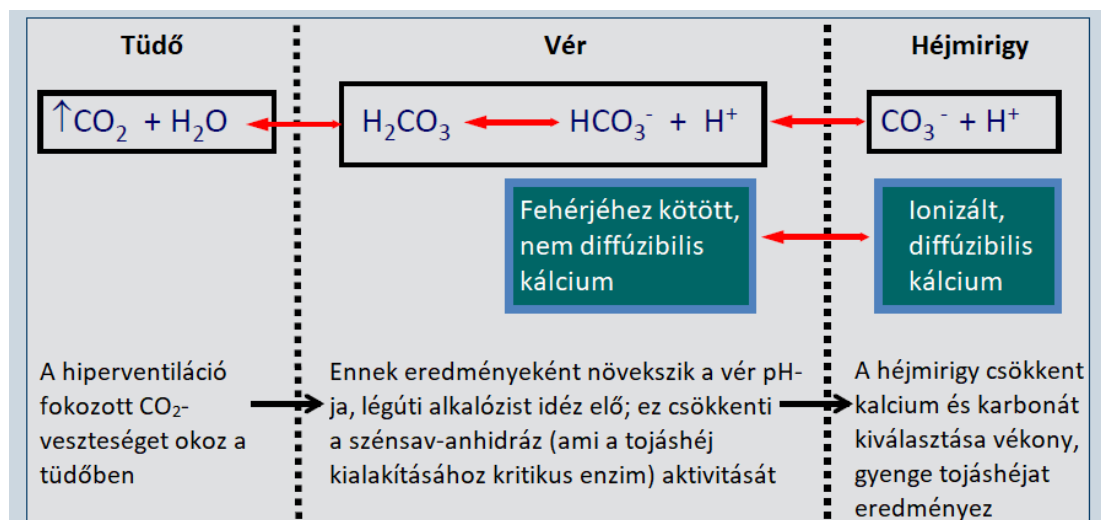 Tüdő
Vér
Héjmirigy
↑CO₂ + H₂O
H₂CO₃
HCO₃⁻ + H⁺
CO₃⁻ + H⁺
Fehérjéhez kötött,
nem diffúzibilis
kálcium
Ionizált,
diffúzibilis
kálcium
A hiperventiláció
fokozott CO₂-
veszteséget okoz a
tüdőben
Ennek eredményeként növekszik a vér pH-
ja, légúti alkalózist idéz elő; ez csökkenti
a szénsav-anhidráz (ami a tojáshéj
kialakításához kritikus enzim) aktivitását
A héjmirigy csökkent
kalcium és karbonát
kiválasztása vékony,
gyenge tojáshéjat
eredményez